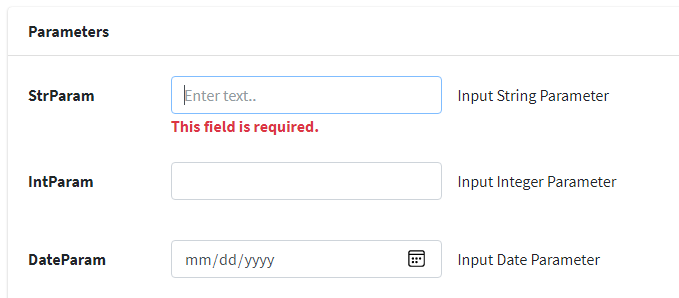 Parameters
StrParam Enter text.. Input String Parameter
This field is required.
IntParam Input Integer Parameter
DateParam mm/dd/yyyy Input Date Parameter